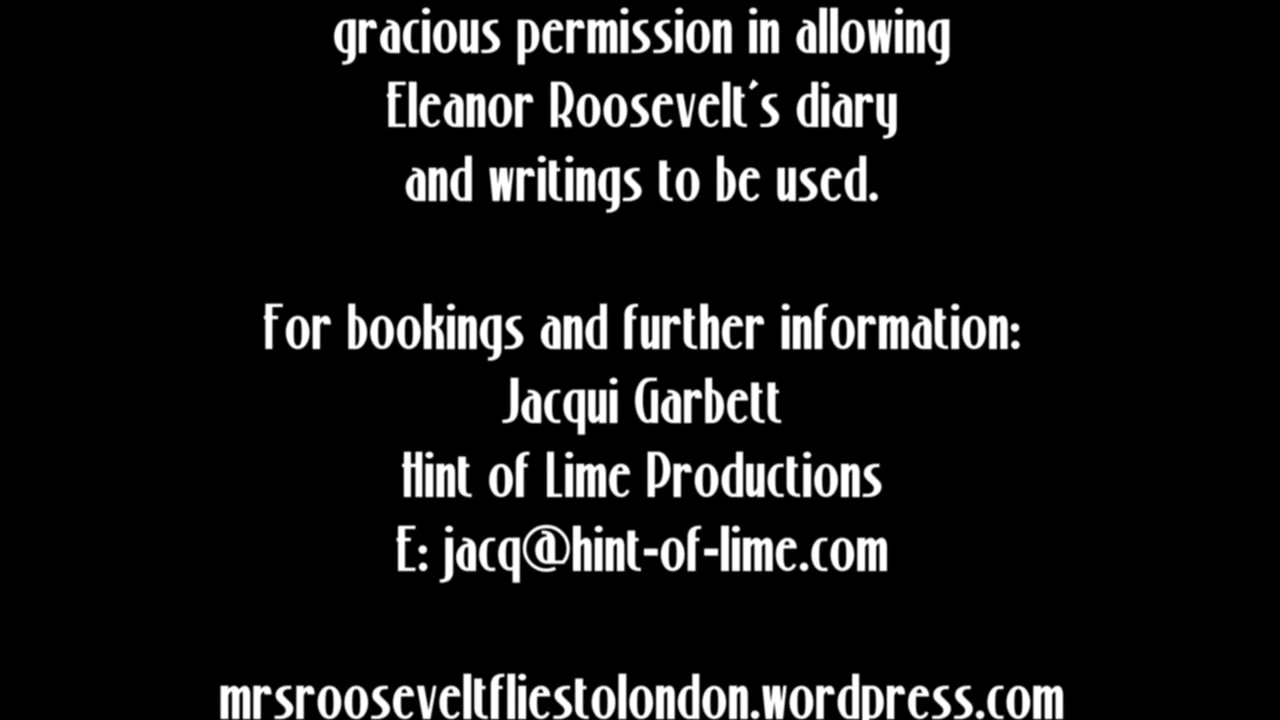 gracious permission in allowing
Eleanor Roosevelt's diary
and writings to be used.
For bookings and further information:
Jacqui Garbett
Hint of Lime Productions
E: jacq@hint-of-lime.com
mrsrooseveltfliestolondon.wordpress.com